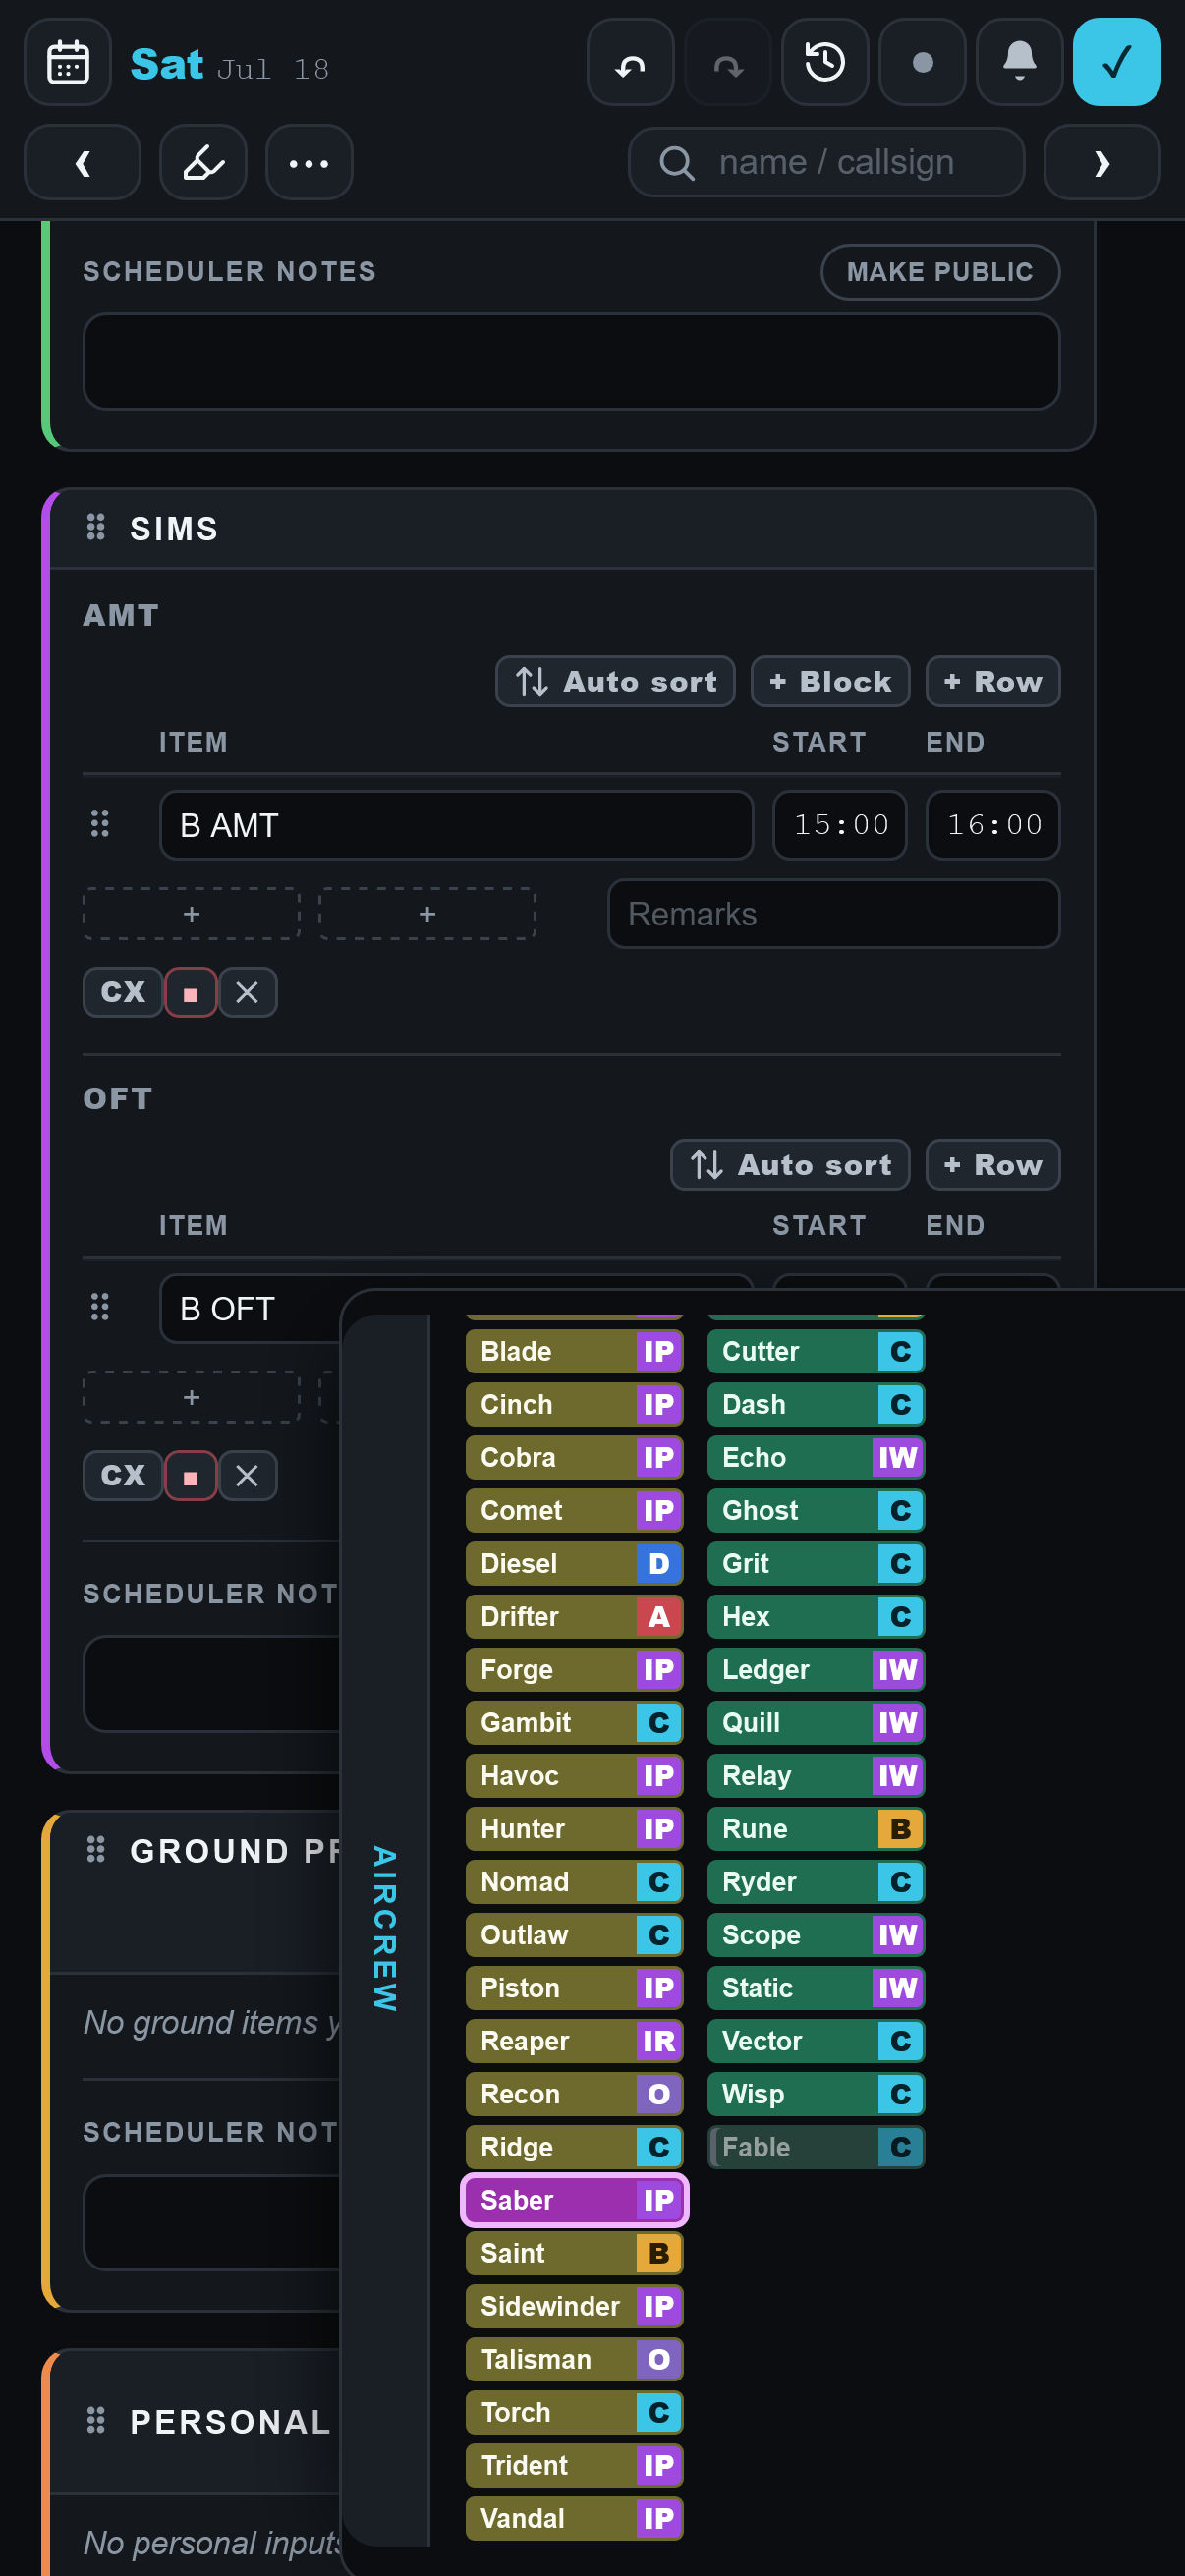 Sat Jul 18
name / callsign
SCHEDULER NOTES MAKE PUBLIC
SIMS
AMT
Auto sort + Block + Row
ITEM START END
B AMT 15:00 16:00
+ + Remarks
CX
OFT
Auto sort + Row
ITEM START END
B OFT
+
CX
SCHEDULER NOT
GROUND PR
No ground items y
SCHEDULER NOT
PERSONAL
No personal inputs
AIRCREW
Blade IP
Cinch IP
Cobra IP
Comet IP
Diesel D
Drifter A
Forge IP
Gambit C
Havoc IP
Hunter IP
Nomad C
Outlaw C
Piston IP
Reaper IR
Recon O
Ridge C
Saber IP
Saint B
Sidewinder IP
Talisman O
Torch C
Trident IP
Vandal IP
Cutter C
Dash C
Echo IW
Ghost C
Grit C
Hex C
Ledger IW
Quill IW
Relay IW
Rune B
Ryder C
Scope IW
Static IW
Vector C
Wisp C
Fable C